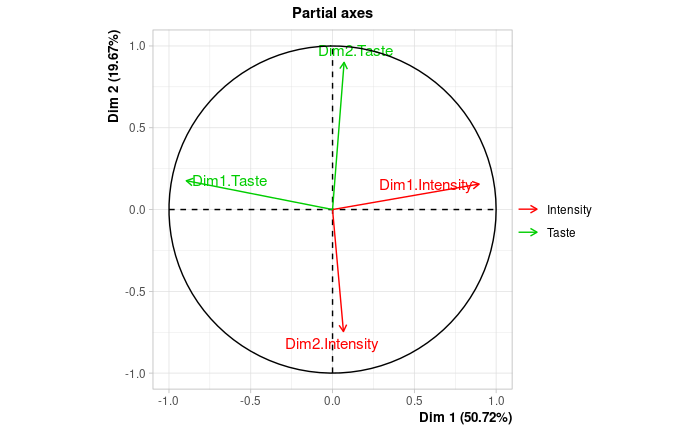 Partial axes
Dim 2 (19.67%)
1.0
0.5
0.0
-0.5
-1.0
Dim2.Taste
Dim1.Taste
Dim1.Intensity
Dim2.Intensity
Intensity
Taste
-1.0
-0.5
0.0
0.5
1.0
Dim 1 (50.72%)